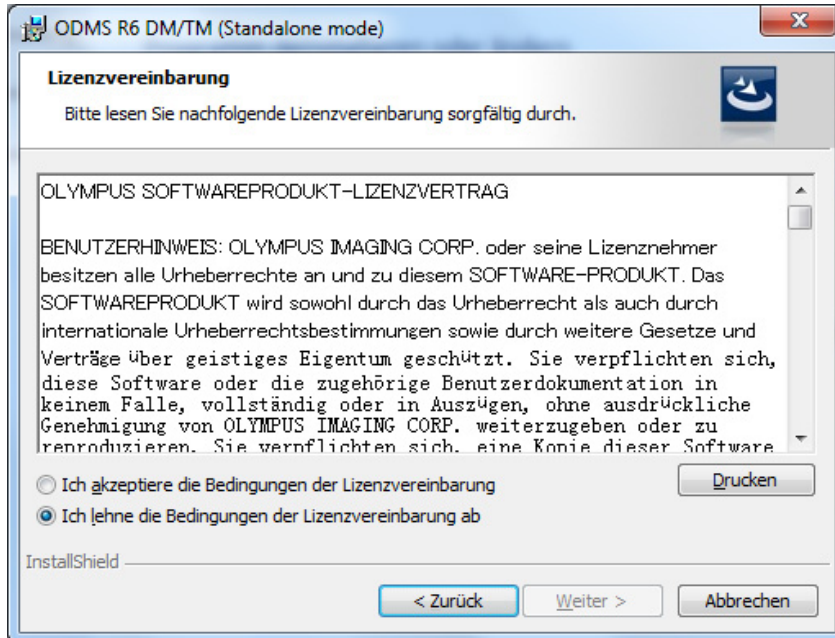 ODMS R6 DM/TM (Standalone mode)
Lizenzvereinbarung
Bitte lesen Sie nachfolgende Lizenzvereinbarung sorgfältig durch.
OLYMPUS SOFTWAREPRODUKT-LIZENZVERTRAG
BENUTZERHINWEIS: OLYMPUS IMAGING CORP. oder seine Lizenznehmer
besitzen alle Urheberrechte an und zu diesem SOFTWARE-PRODUKT. Das
SOFTWAREPRODUKT wird sowohl durch das Urheberrecht als auch durch
internationale Urheberrechtsbestimmungen sowie durch weitere Gesetze und
Verträge über geistiges Eigentum geschützt. Sie verpflichten sich,
diese Software oder die zugehörige Benutzerdokumentation in
keinem Falle, vollständig oder in Auszügen, ohne ausdrückliche
Genehmigung von OLYMPUS IMAGING CORP. weiterzugeben oder zu
reproduzieren. Sie verpflichten sich, eine Kopie dieser Software
Ich akzeptiere die Bedingungen der Lizenzvereinbarung
Drucken
Ich lehne die Bedingungen der Lizenzvereinbarung ab
InstallShield
< Zurück
Weiter >
Abbrechen